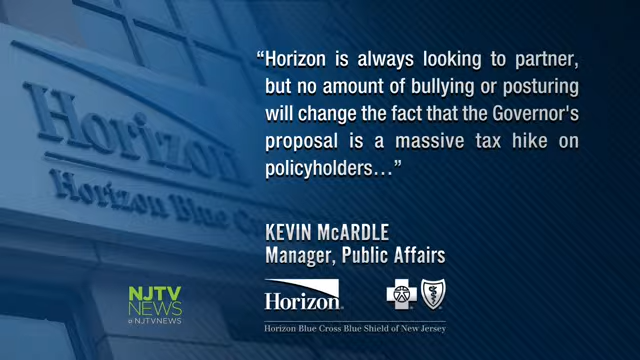 “Horizon is always looking to partner,
but no amount of bullying or posturing
will change the fact that the Governor's
proposal is a massive tax hike on
policyholders…”
KEVIN McARDLE
Manager, Public Affairs
Horizon
Horizon Blue Cross Blue Shield of New Jersey
Horizon
Horizon Blue
NJTV
NEWS
#NJTVNEWS